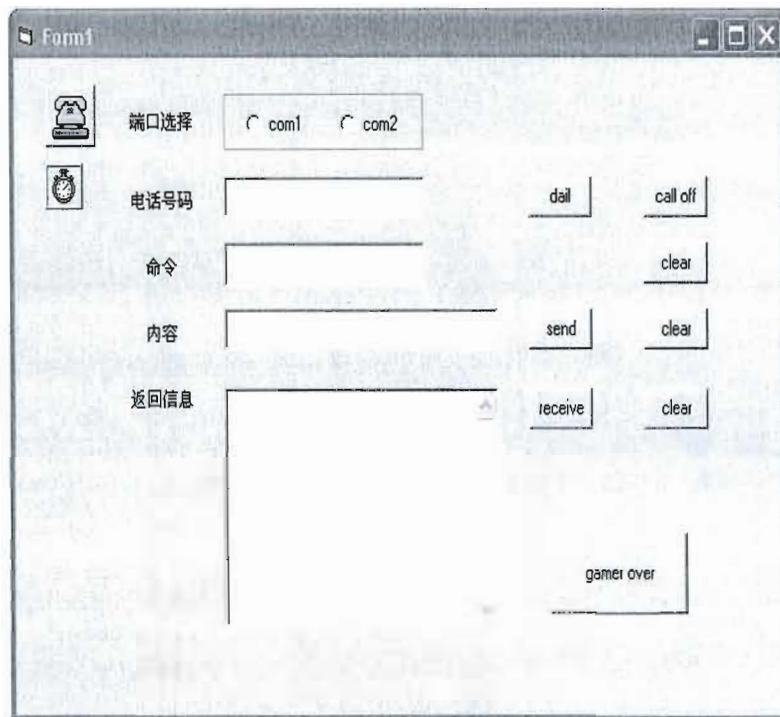 Form1
端口选择 com1 com2
电话号码 dail call off
命令 clear
内容 send clear
返回信息 receive clear
gamer over